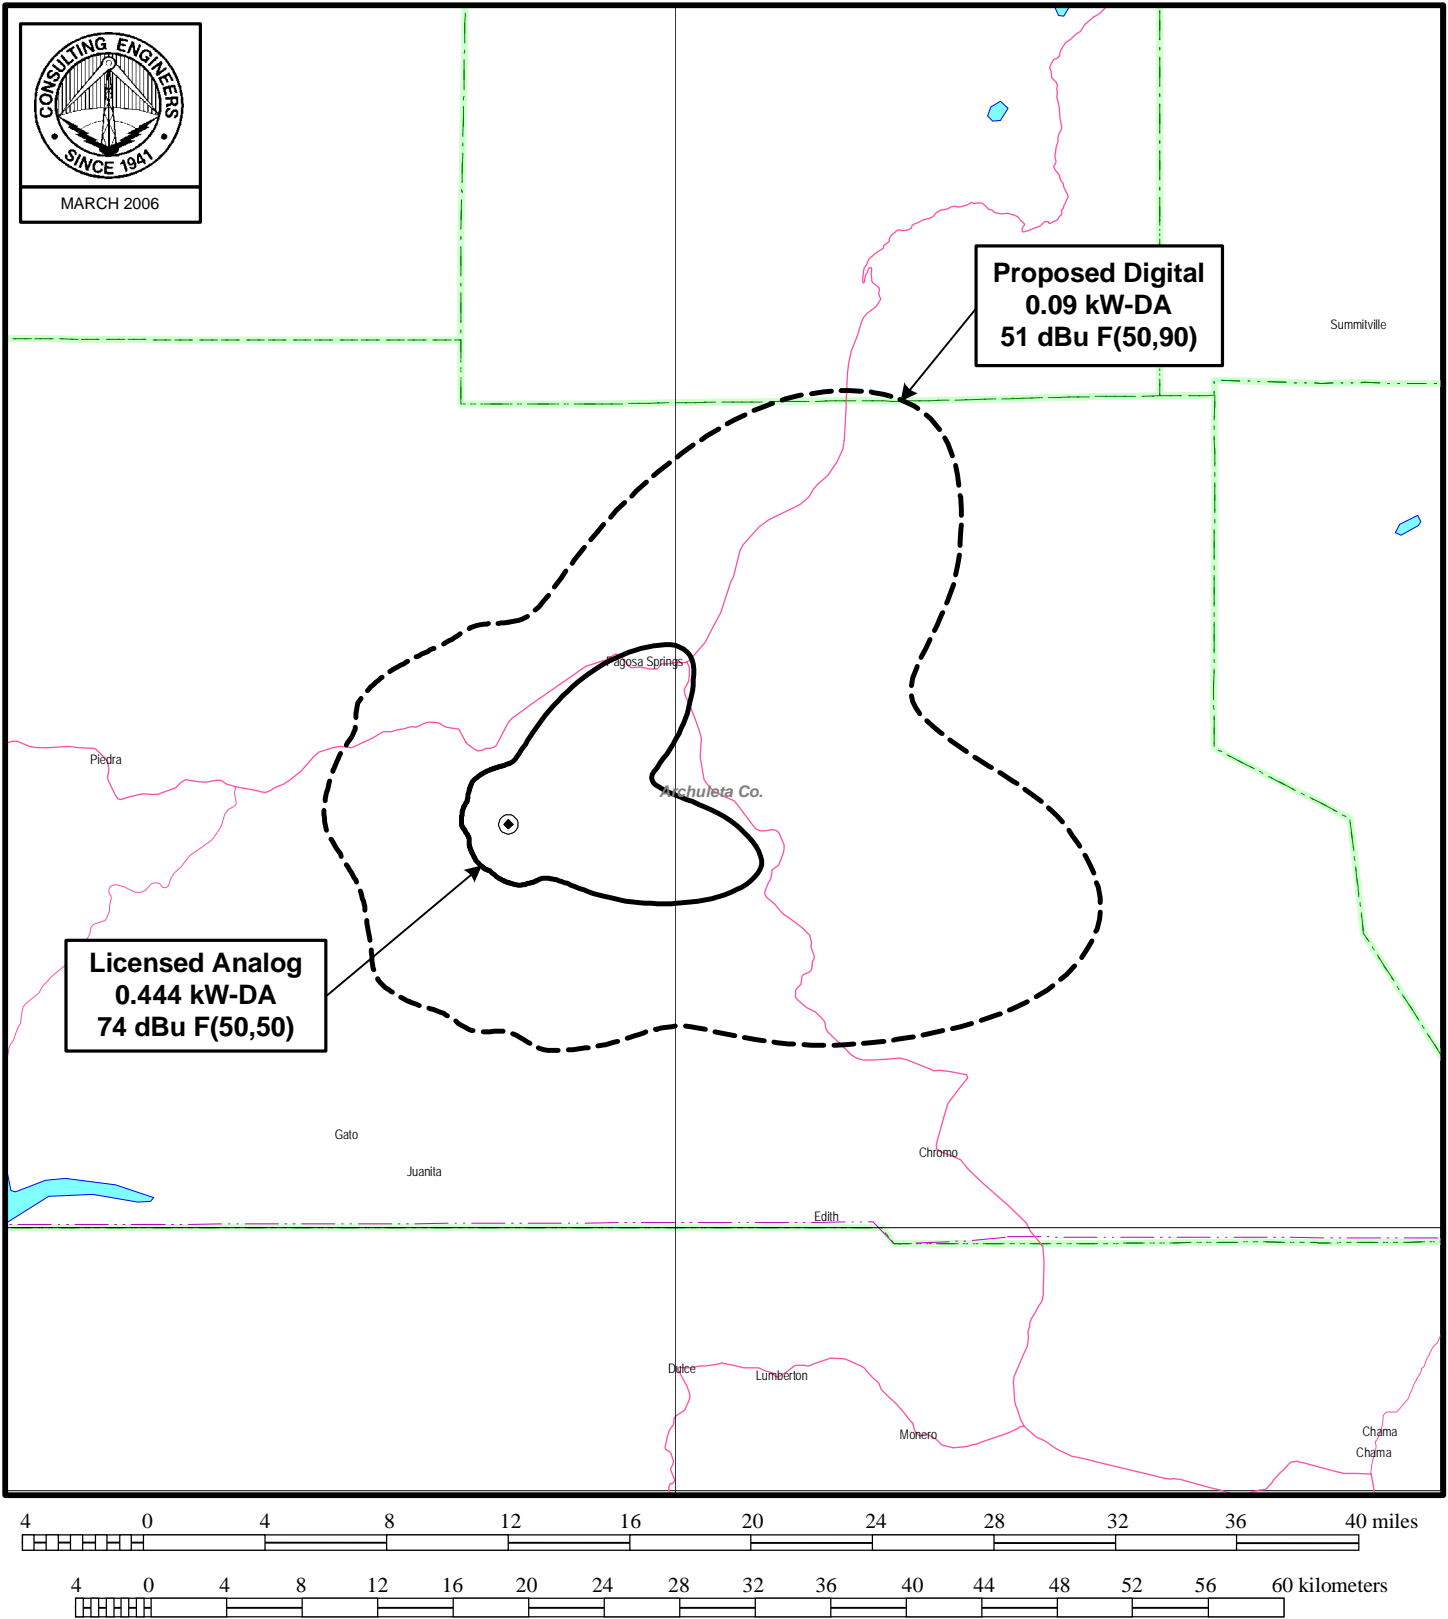 CONSULTING ENGINEERS
SINCE 1941
MARCH 2006
Proposed Digital
0.09 kW-DA
51 dBu F(50,90)
Summitville
Pagosa Springs
Piedra
Archuleta Co.
Licensed Analog
0.444 kW-DA
74 dBu F(50,50)
Gato
Juanita
Chromo
Edith
Dulce
Lumberton
Monero
Chama
Chama
4 0 4 8 12 16 20 24 28 32 36 40 miles
4 0 4 8 12 16 20 24 28 32 36 40 44 48 52 56 60 kilometers